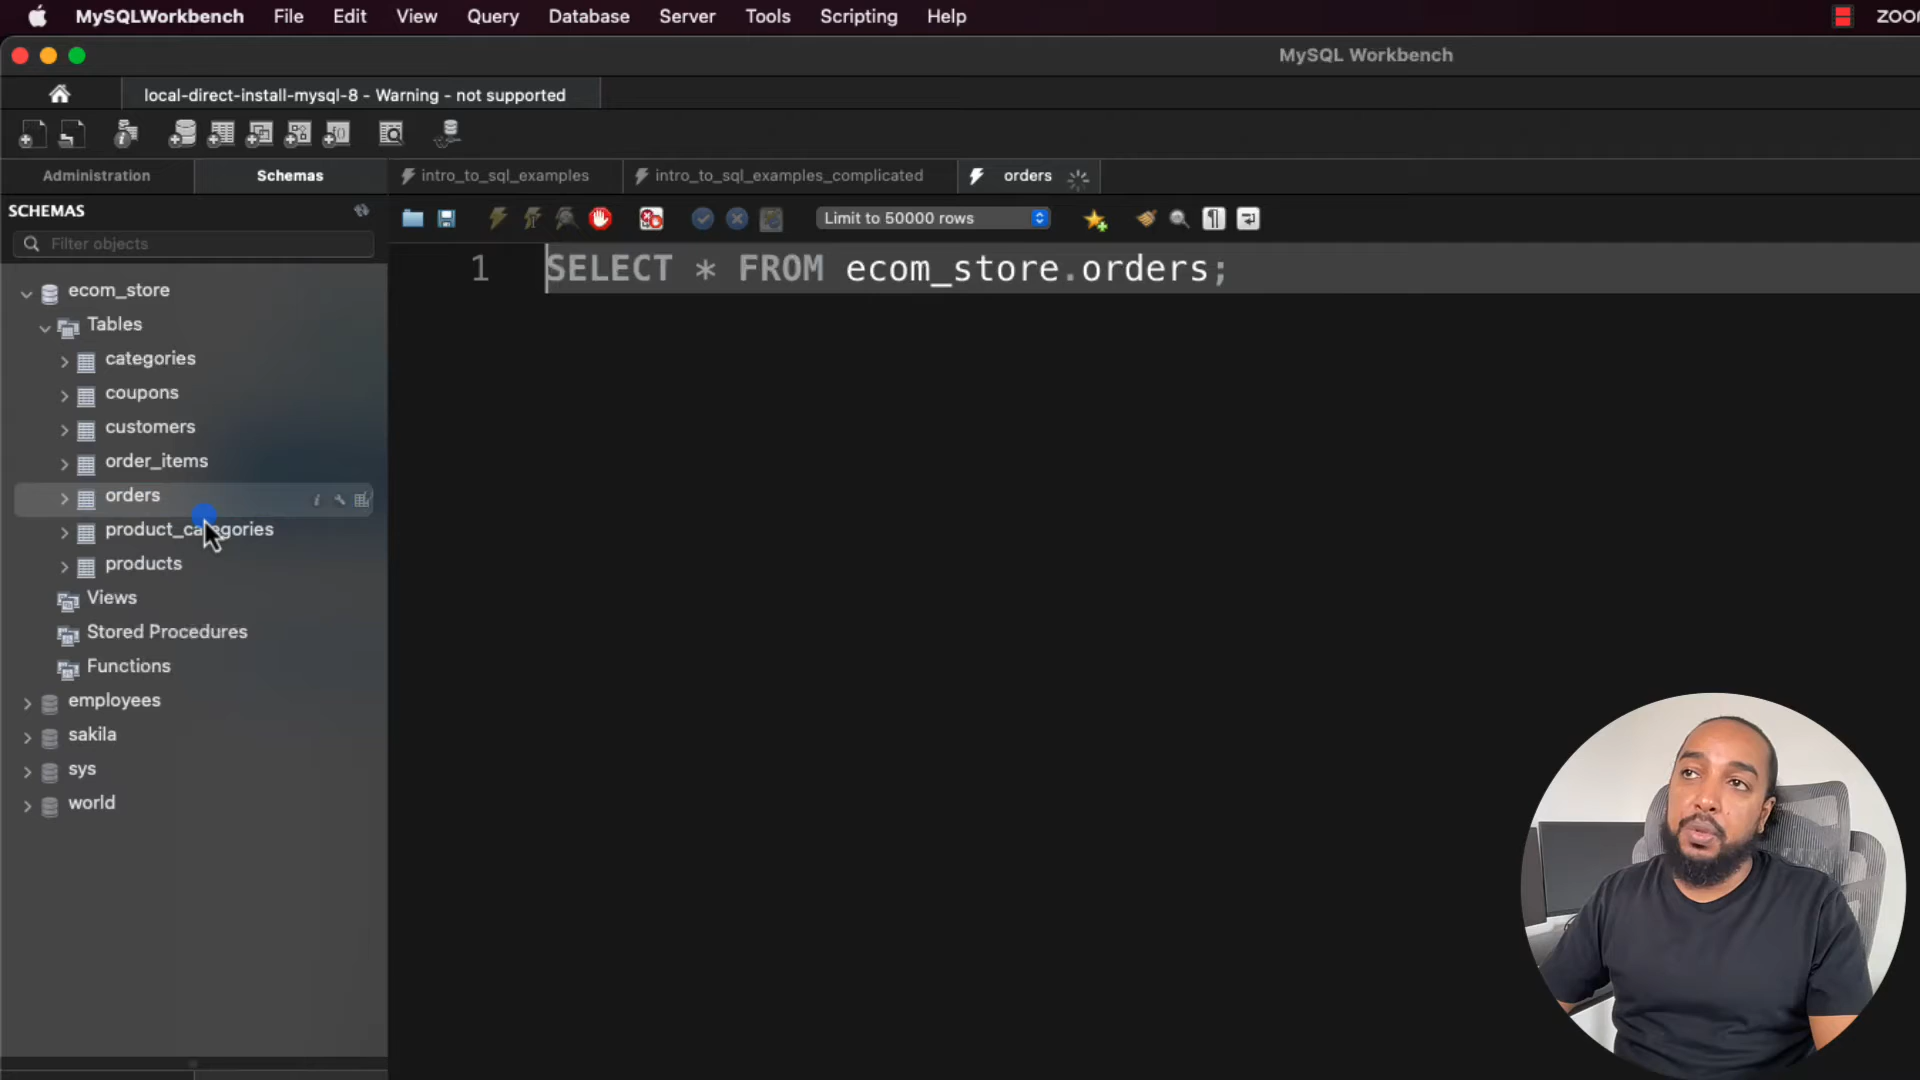 MySQLWorkbench File Edit View Query Database Server Tools Scripting Help
MySQL Workbench
local-direct-install-mysql-8 - Warning - not supported
Administration Schemas intro_to_sql_examples intro_to_sql_examples_complicated orders
SCHEMAS
Filter objects
Limit to 50000 rows
1 SELECT * FROM ecom_store.orders;
ecom_store
Tables
categories
coupons
customers
order_items
orders
product_categories
products
Views
Stored Procedures
Functions
employees
sakila
sys
world